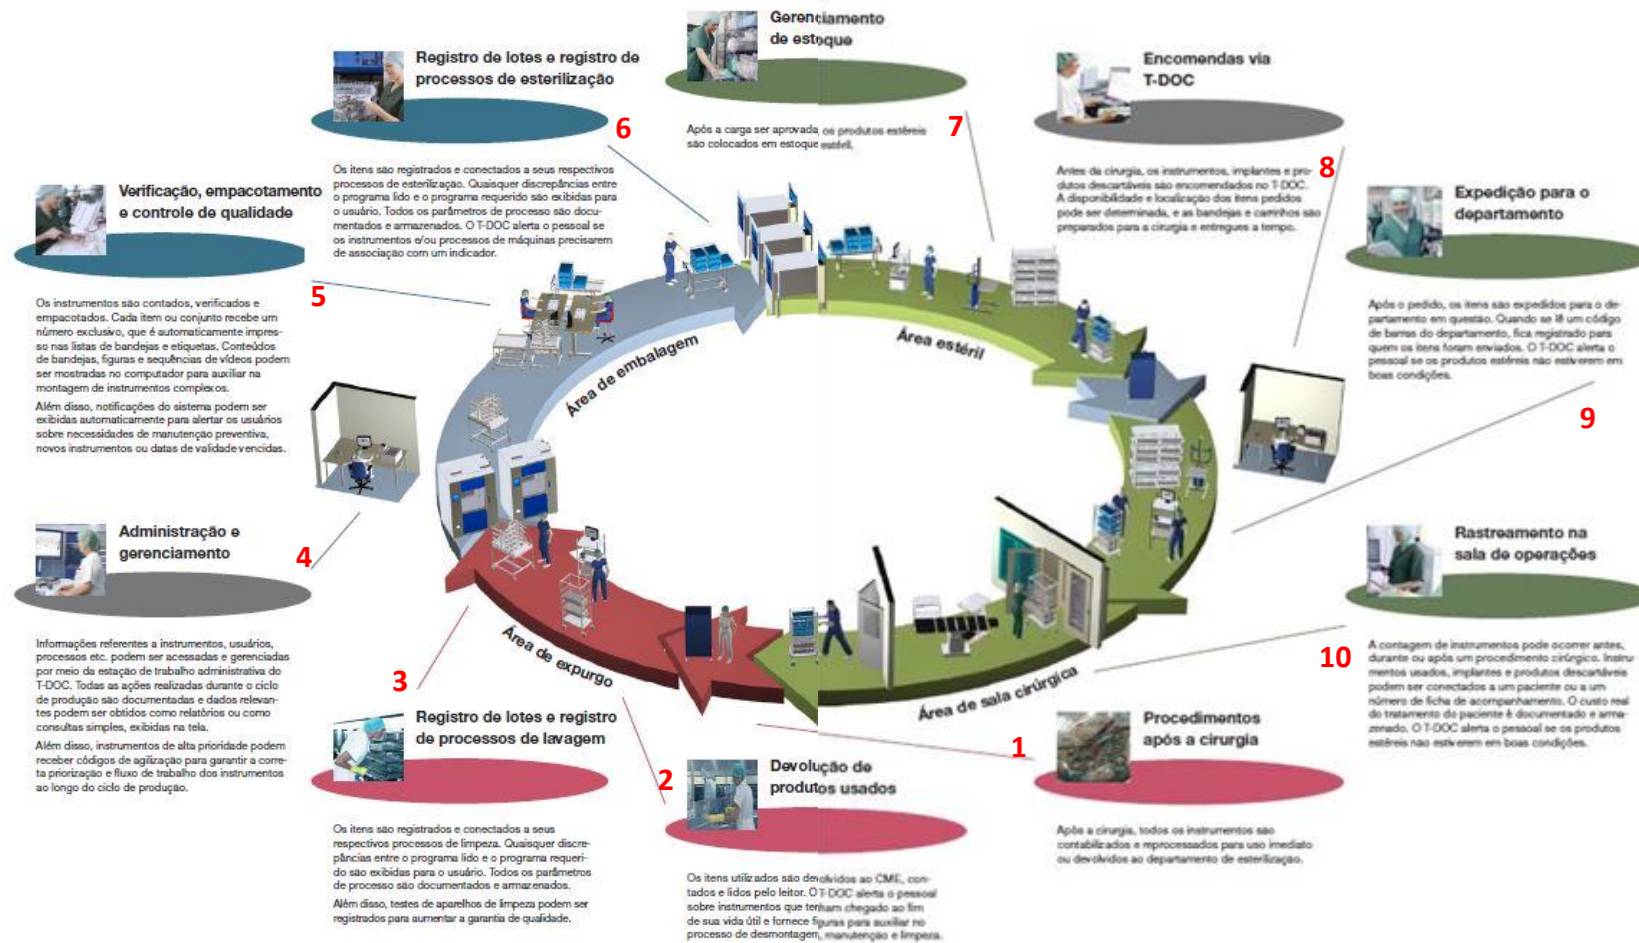 Gerenciamento
de estoque
7
Após a carga ser aprovada, os produtos estéreis
são colocados em estoque estéril.
Registro de lotes e registro de
processos de esterilização
6
Os itens são registrados e conectados a seus respectivos
processos de esterilização. Quaisquer discrepâncias entre
o programa lido e o programa requerido são exibidas para
o usuário. Todos os parâmetros de processo são docu-
mentados e armazenados. O T-DOC alerta o pessoal se
os instrumentos e/ou processos de máquinas precisarem
de associação com um indicador.
Encomendas via
T-DOC
8
Antes da cirurgia, os instrumentos, implantes e pro-
dutos descartáveis são encomendados no T-DOC.
A disponibilidade e localização dos itens pedidos
pode ser determinada, e as bandejas e carrinhos são
preparados para a cirurgia e entregues a tempo.
Verificação, empacotamento
e controle de qualidade
5
Os instrumentos são contados, verificados e
empacotados. Cada item ou conjunto recebe um
número exclusivo, que é automaticamente impres-
so nas listas de bandejas e etiquetas. Conteúdos
de bandejas, figuras e sequências de vídeos podem
ser mostradas no computador para auxiliar na
montagem de instrumentos complexos.
Além disso, notificações do sistema podem ser
exibidas automaticamente para alertar os usuários
sobre necessidades de manutenção preventiva,
novos instrumentos ou datas de validade vencidas.
Expedição para o
departamento
9
Após o pedido, os itens são expedidos para o de-
partamento em questão. Quando se lê um código
de barras do departamento, fica registrado para
quem os itens foram enviados. O T-DOC alerta o
pessoal se os produtos estéreis não estiverem em
boas condições.
Área de embalagem
Área estéril
Área de expurgo
Área de sala cirúrgica
Administração e
gerenciamento
4
Informações referentes a instrumentos, usuários,
processos etc. podem ser acessadas e gerenciadas
por meio da estação de trabalho administrativa do
T-DOC. Todas as ações realizadas durante o ciclo
de produção são documentadas e dados relevan-
tes podem ser obtidos como relatórios ou como
consultas simples, exibidas na tela.
Além disso, instrumentos de alta prioridade podem
receber códigos de agilização para garantir a corre-
ta priorização e fluxo de trabalho dos instrumentos
ao longo do ciclo de produção.
Rastreamento na
sala de operações
10
A contagem de instrumentos pode ocorrer antes,
durante ou após um procedimento cirúrgico. Instru-
mentos usados, implantes e produtos descartáveis
podem ser conectados a um paciente ou a um
número de ficha de acompanhamento. O custo real
do tratamento do paciente é documentado e arma-
zenado. O T-DOC alerta o pessoal se os produtos
estéreis não estiverem em boas condições.
3
Registro de lotes e registro
de processos de lavagem
Os itens são registrados e conectados a seus
respectivos processos de limpeza. Quaisquer discre-
pâncias entre o programa lido e o programa requeri-
do são exibidas para o usuário. Todos os parâmetros
de processo são documentados e armazenados.
Além disso, testes de aparelhos de limpeza podem ser
registrados para aumentar a garantia de qualidade.
2
Devolução de
produtos usados
Os itens utilizados são devolvidos ao CME, con-
tados e lidos pelo leitor. O T-DOC alerta o pessoal
sobre instrumentos que tenham chegado ao fim
de sua vida útil e fornece figuras para auxiliar no
processo de desmontagem, manutenção e limpeza.
1
Procedimentos
após a cirurgia
Após a cirurgia, todos os instrumentos são
contabilizados e reprocessados para uso imediato
ou devolvidos ao departamento de esterilização.